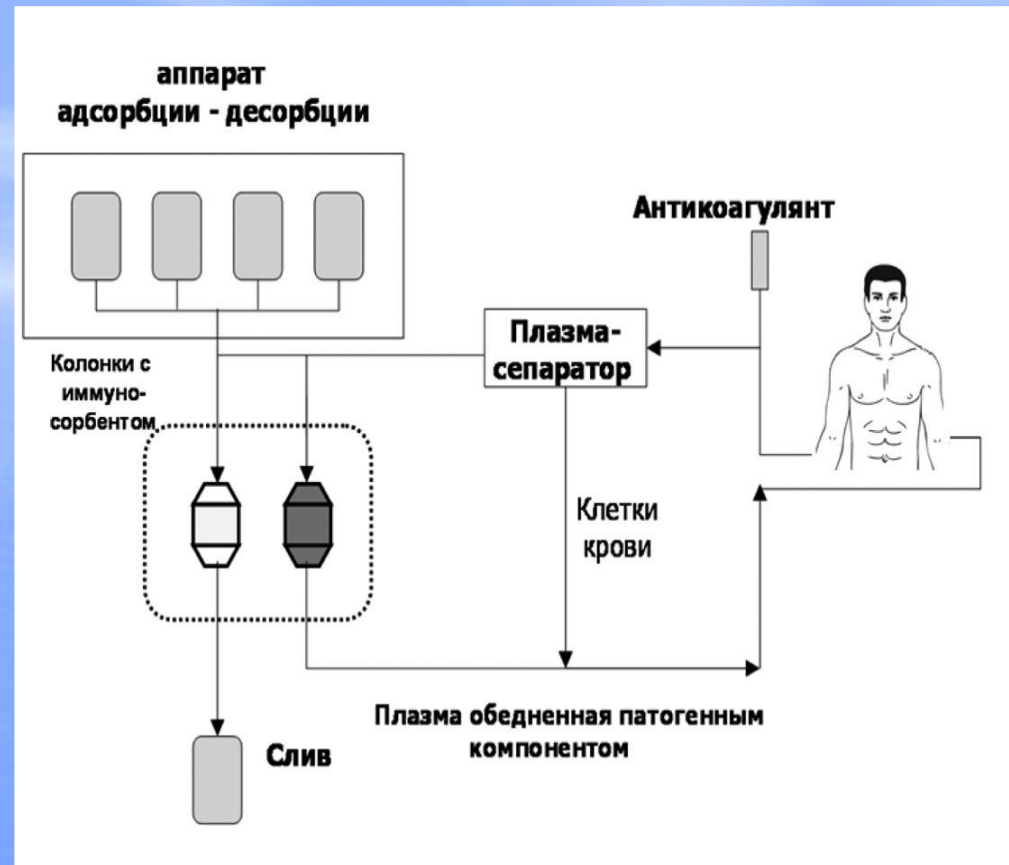 аппарат
адсорбции - десорбции
Антикоагулянт
Плазма-
сепаратор
Колонки с
иммуно-
сорбентом
Клетки
крови
Плазма обедненная патогенным
компонентом
Слив